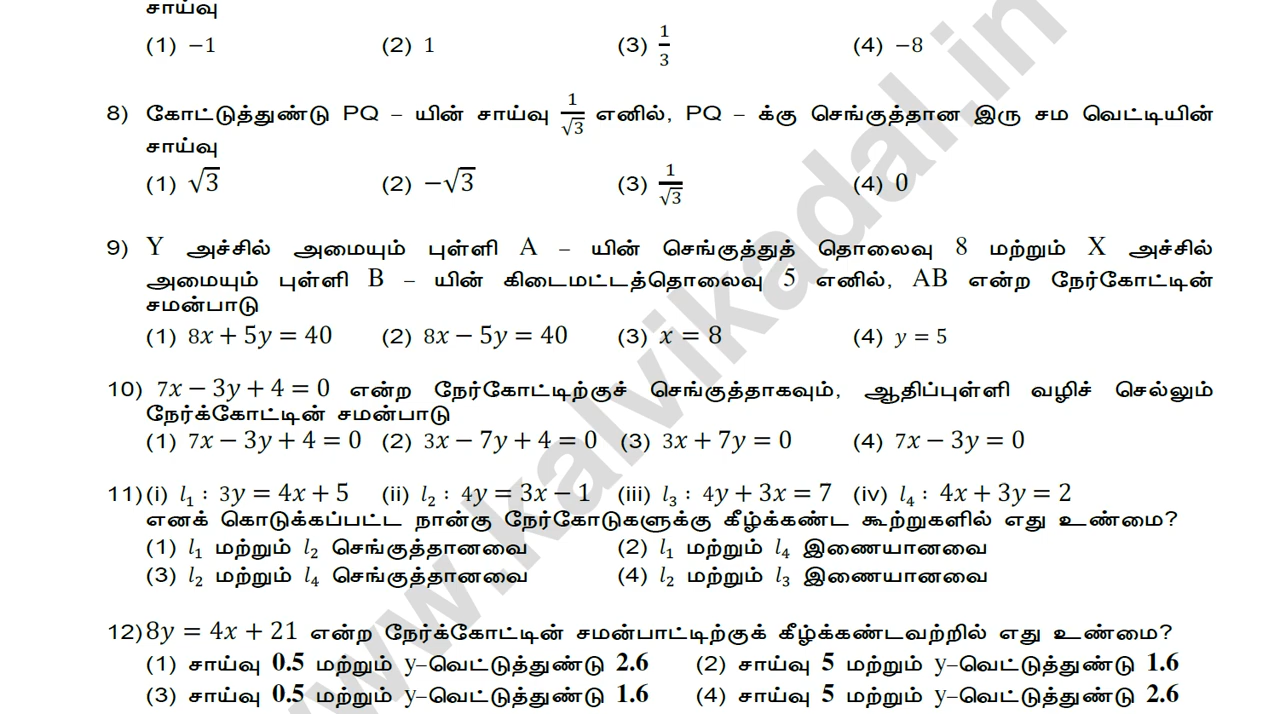 சாய்வு
(1) −1 (2) 1 (3) 1/3 (4) −8
8) கோட்டுத்துண்டு PQ – யின் சாய்வு 1/√3 எனில், PQ – க்கு செங்குத்தான இரு சம வெட்டியின்
சாய்வு
(1) √3 (2) −√3 (3) 1/√3 (4) 0
9) Y அச்சில் அமையும் புள்ளி A – யின் செங்குத்துத் தொலைவு 8 மற்றும் X அச்சில்
அமையும் புள்ளி B – யின் கிடைமட்டத்தொலைவு 5 எனில், AB என்ற நேர்கோட்டின்
சமன்பாடு
(1) 8x + 5y = 40 (2) 8x − 5y = 40 (3) x = 8 (4) y = 5
10) 7x − 3y + 4 = 0 என்ற நேர்கோட்டிற்குச் செங்குத்தாகவும், ஆதிப்புள்ளி வழிச் செல்லும்
நேர்க்கோட்டின் சமன்பாடு
(1) 7x − 3y + 4 = 0 (2) 3x − 7y + 4 = 0 (3) 3x + 7y = 0 (4) 7x − 3y = 0
11)(i) l₁ : 3y = 4x + 5 (ii) l₂ : 4y = 3x − 1 (iii) l₃ : 4y + 3x = 7 (iv) l₄ : 4x + 3y = 2
எனக் கொடுக்கப்பட்ட நான்கு நேர்கோடுகளுக்கு கீழ்க்கண்ட கூற்றுகளில் எது உண்மை?
(1) l₁ மற்றும் l₂ செங்குத்தானவை (2) l₁ மற்றும் l₄ இணையானவை
(3) l₂ மற்றும் l₄ செங்குத்தானவை (4) l₂ மற்றும் l₃ இணையானவை
12)8y = 4x + 21 என்ற நேர்க்கோட்டின் சமன்பாட்டிற்குக் கீழ்க்கண்டவற்றில் எது உண்மை?
(1) சாய்வு 0.5 மற்றும் y–வெட்டுத்துண்டு 2.6 (2) சாய்வு 5 மற்றும் y–வெட்டுத்துண்டு 1.6
(3) சாய்வு 0.5 மற்றும் y–வெட்டுத்துண்டு 1.6 (4) சாய்வு 5 மற்றும் y–வெட்டுத்துண்டு 2.6
www.kalvikadal.in